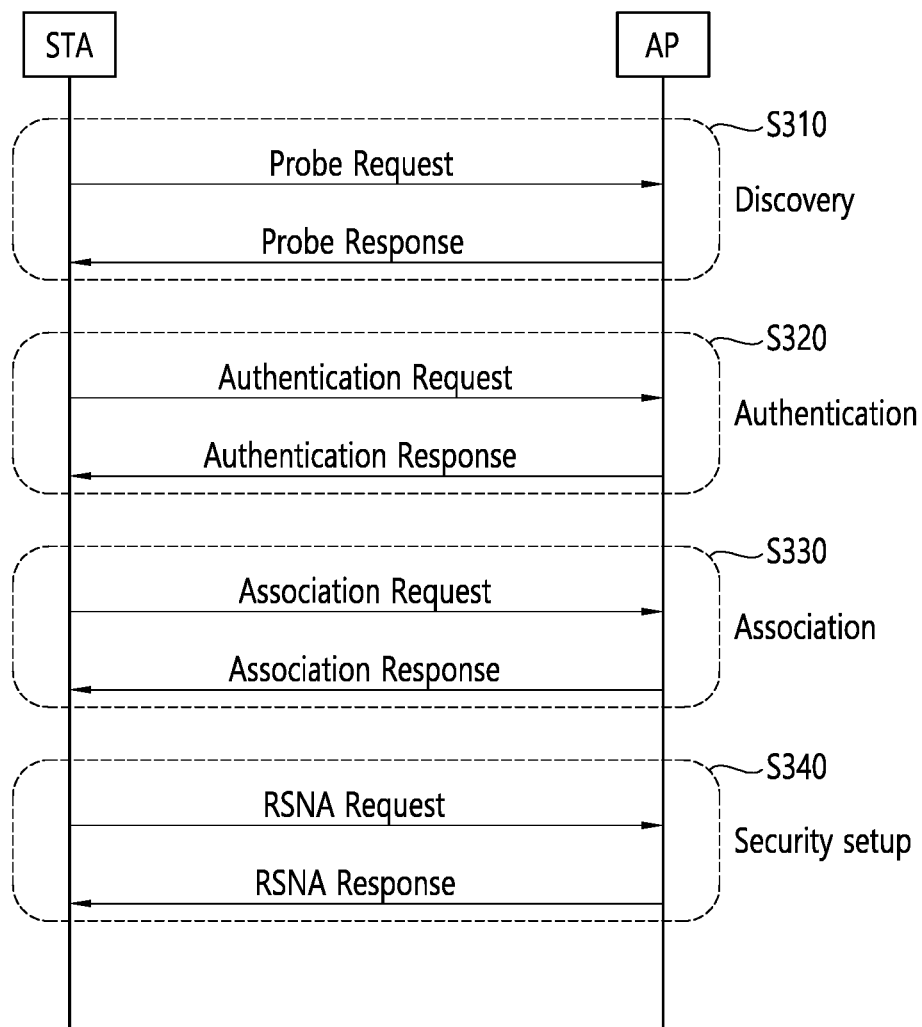 STA
AP
S310
Probe Request
Discovery
Probe Response
S320
Authentication Request
Authentication
Authentication Response
S330
Association Request
Association
Association Response
S340
RSNA Request
Security setup
RSNA Response